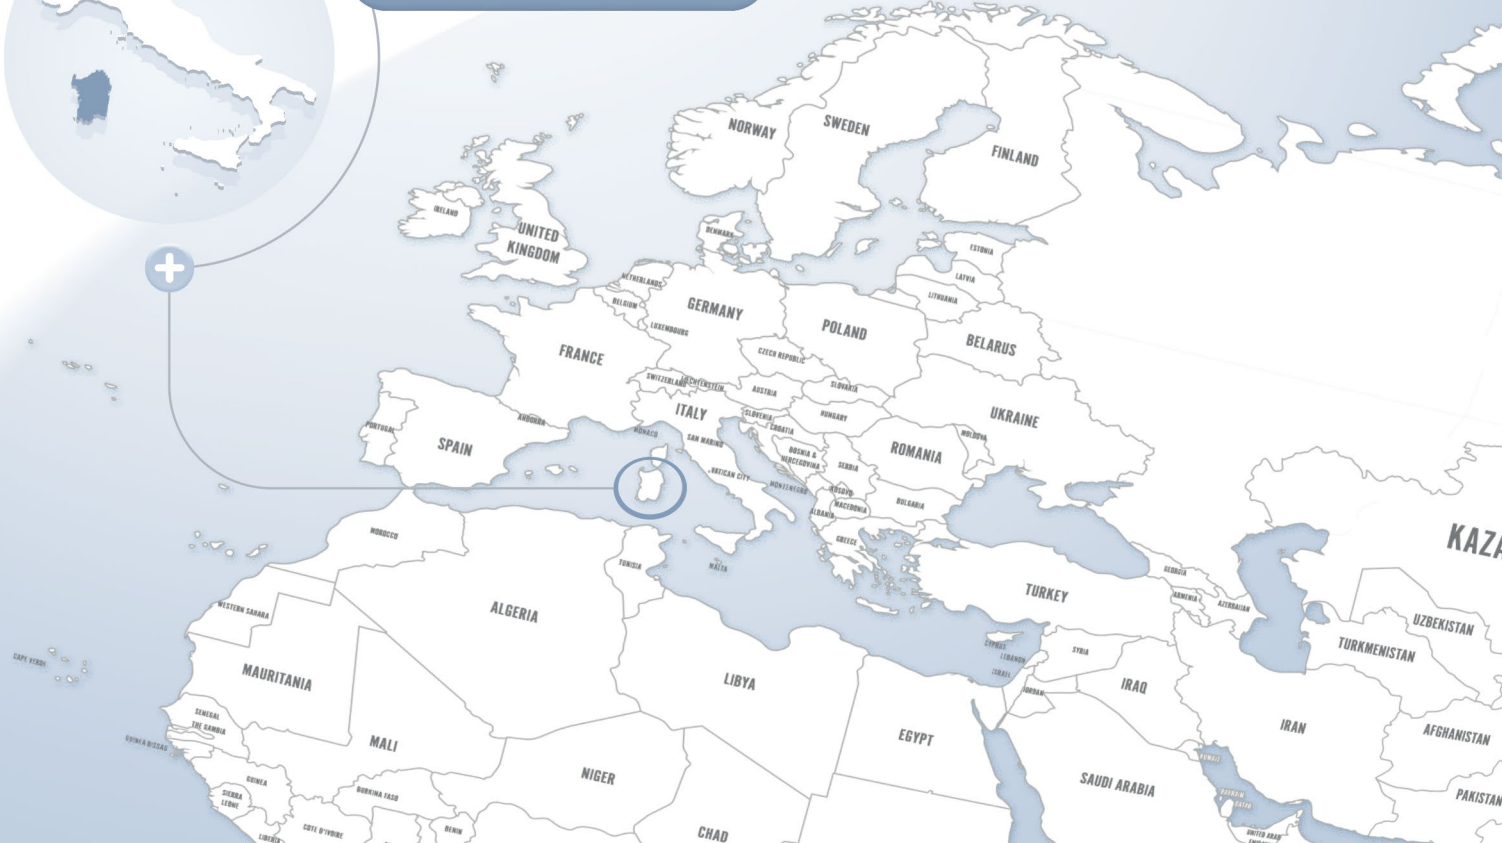 NORWAY
SWEDEN
FINLAND
IRELAND
UNITED
KINGDOM
DENMARK
ESTONIA
LATVIA
LITHUANIA
NETHERLANDS
BELGIUM
LUXEMBOURG
GERMANY
POLAND
BELARUS
FRANCE
CZECH REPUBLIC
SWITZERLAND
LIECHTENSTEIN
AUSTRIA
SLOVAKIA
UKRAINE
ITALY
SLOVENIA
CROATIA
HUNGARY
ROMANIA
MOLDOVA
PORTUGAL
SPAIN
ANDORRA
MONACO
SAN MARINO
VATICAN CITY
BOSNIA &
HERCEGOVINA
SERBIA
MONTENEGRO
KOSOVO
BULGARIA
ALBANIA
MACEDONIA
GREECE
KAZA
MOROCCO
TUNISIA
MALTA
TURKEY
GEORGIA
ARMENIA
AZERBAIJAN
UZBEKISTAN
TURKMENISTAN
WESTERN SAHARA
ALGERIA
LIBYA
EGYPT
CYPRUS
LEBANON
ISRAEL
SYRIA
JORDAN
IRAQ
IRAN
AFGHANISTAN
PAKISTAN
CAPE VERDE
MAURITANIA
SENEGAL
THE GAMBIA
GUINEA BISSAU
MALI
NIGER
CHAD
SAUDI ARABIA
KUWAIT
BAHRAIN
QATAR
UNITED ARAB
GUINEA
SIERRA
LEONE
LIBERIA
COTE D'IVOIRE
BURKINA FASO
BENIN